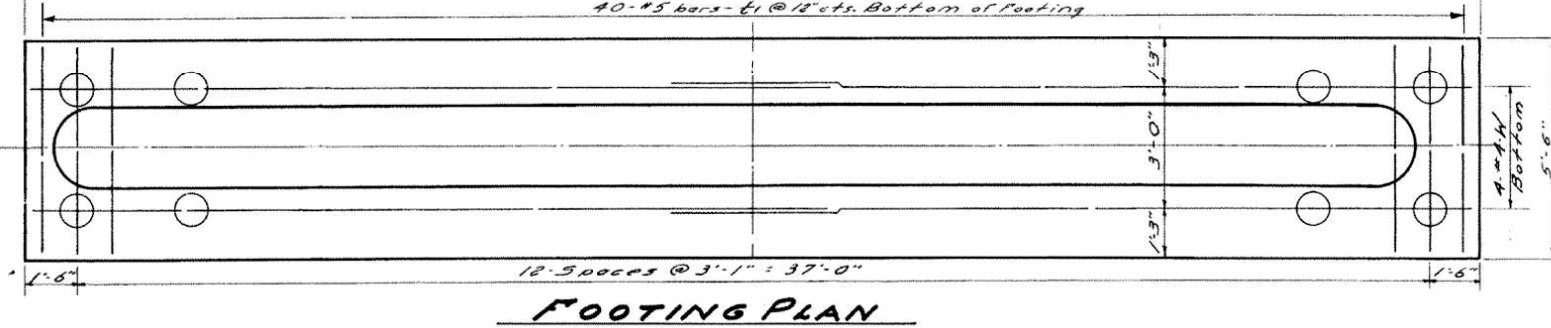 40-#5 bars-t1 @ 12"cts. Bottom of Footing
1'-3"
3'-0"
1'-3"
4-#4-W
Bottom
5'-6"
1'-6"
12-Spaces @ 3'-1" = 37'-0"
1'-6"
FOOTING PLAN